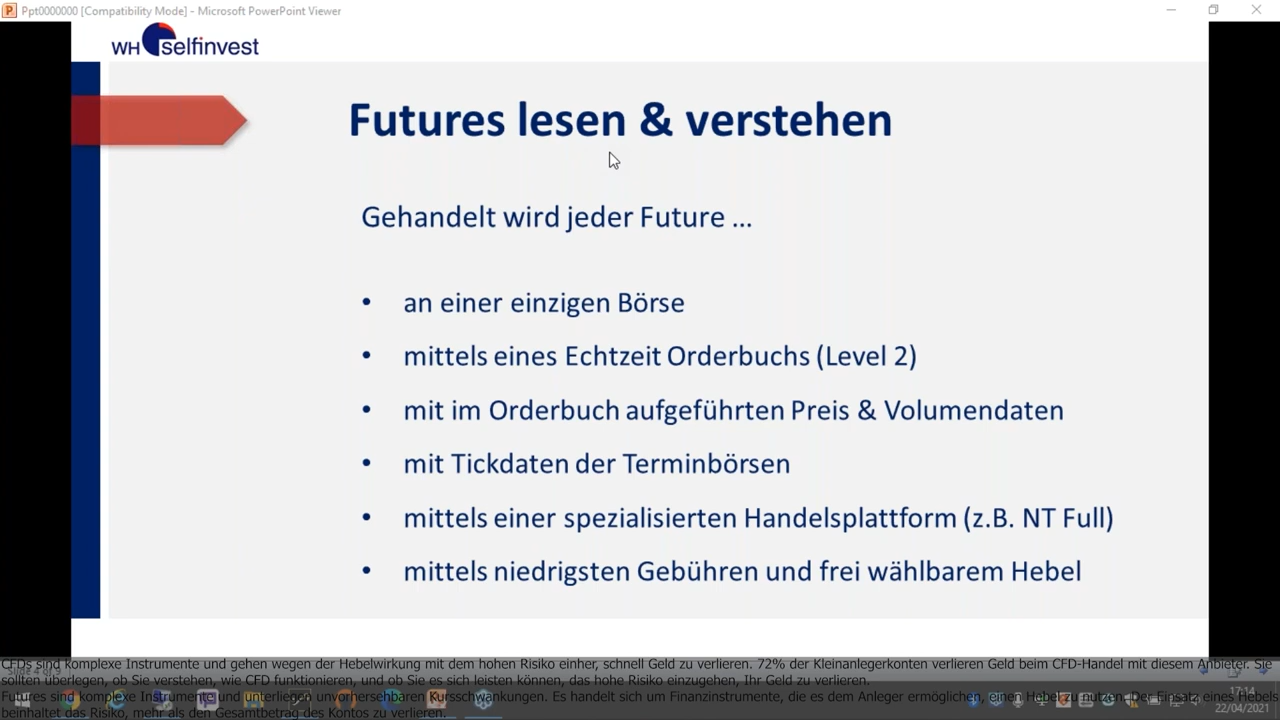 Ppt0000000 [Compatibility Mode] - Microsoft PowerPoint Viewer
WH selfinvest
Futures lesen & verstehen
Gehandelt wird jeder Future ...
• an einer einzigen Börse
• mittels eines Echtzeit Orderbuchs (Level 2)
• mit im Orderbuch aufgeführten Preis & Volumendaten
• mit Tickdaten der Terminbörsen
• mittels einer spezialisierten Handelsplattform (z.B. NT Full)
• mittels niedrigsten Gebühren und frei wählbarem Hebel
CFDs sind komplexe Instrumente und gehen wegen der Hebelwirkung mit dem hohen Risiko einher, schnell Geld zu verlieren. 72% der Kleinanlegerkonten verlieren Geld beim CFD-Handel mit diesem Anbieter. Sie
Slide 4 of 9
sollten überlegen, ob Sie verstehen, wie CFD funktionieren, und ob Sie es sich leisten können, das hohe Risiko einzugehen, Ihr Geld zu verlieren.
Futures sind komplexe Instrumente und unterliegen unvorhersehbaren Kursschwankungen. Es handelt sich um Finanzinstrumente, die es dem Anleger ermöglichen, einen Hebel zu nutzen. Der Einsatz eines Hebels
beinhaltet das Risiko, mehr als den Gesamtbetrag des Kontos zu verlieren.
17:14
22/04/2021